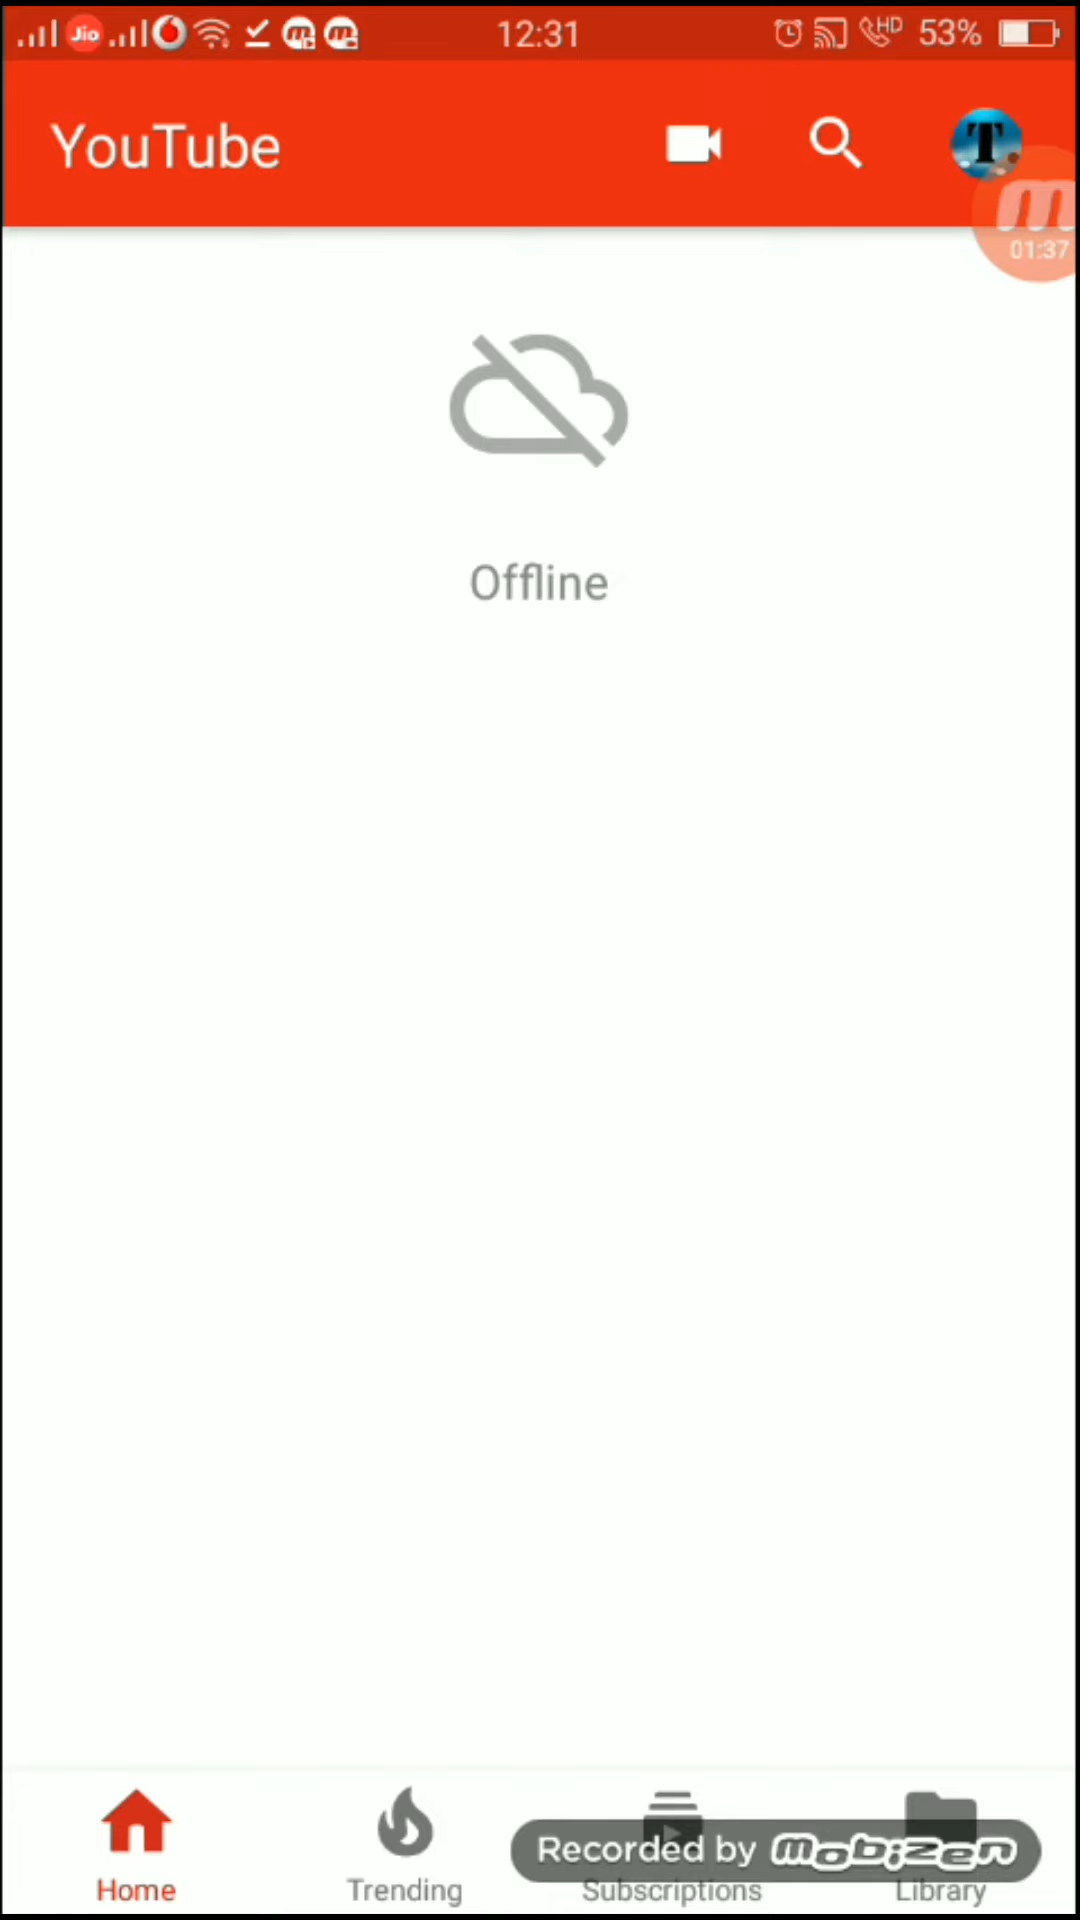 Jio 12:31 HD 53%
YouTube
T
m
01:37
Offline
Recorded by mobizen
Home Trending Subscriptions Library